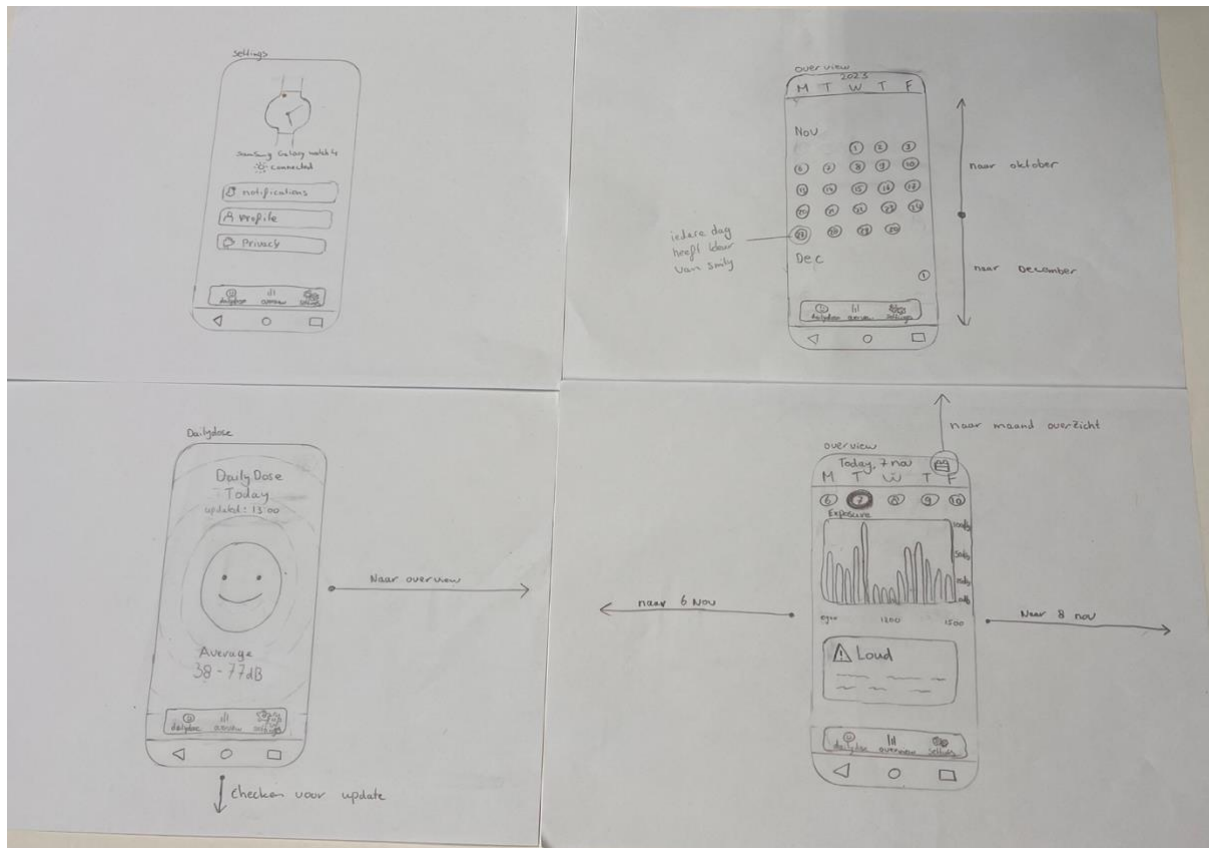 settings
Samsung Galaxy watch 4
connected
notifications
Profile
Privacy
dailydose overview settings
overview
2023
M T W T F
Nov
1 2 3
6 7 8 9 10
13 14 15 16 17
20 21 22 23 24
29
Dec
1
dailydose overview settings
naar oktober
naar December
iedere dag
heeft kleur
van smily
Dailydose
Daily Dose
Today
updated: 13:00
Average
38 - 77dB
dailydose overview settings
Naar overview
checken voor update
naar maand overzicht
overview
Today, 7 nov
M T W T F
6 7 8 9 10
Exposure
1200
1500
Loud
dailydose overview settings
naar 6 Nov
Naar 8 nov